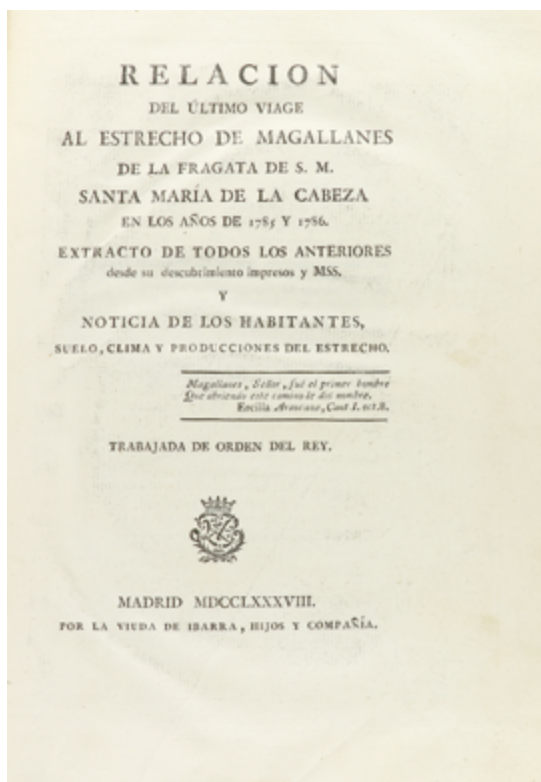 RELACION
DEL ÚLTIMO VIAGE
AL ESTRECHO DE MAGALLANES
DE LA FRAGATA DE S. M.
SANTA MARÍA DE LA CABEZA
EN LOS AÑOS DE 1785 Y 1786.
EXTRACTO DE TODOS LOS ANTERIORES
desde su descubrimiento impresos y MSS.
Y
NOTICIA DE LOS HABITANTES,
SUELO, CLIMA Y PRODUCCIONES DEL ESTRECHO.
Magallanes, Señor, fué el primer hombre
Que abriendo este camino le dió nombre.
Ercilla Araucana, Cant I. oct. 8.
TRABAJADA DE ORDEN DEL REY.
MADRID MDCCLXXXVIII.
POR LA VIUDA DE IBARRA, HIJOS Y COMPAÑÍA.